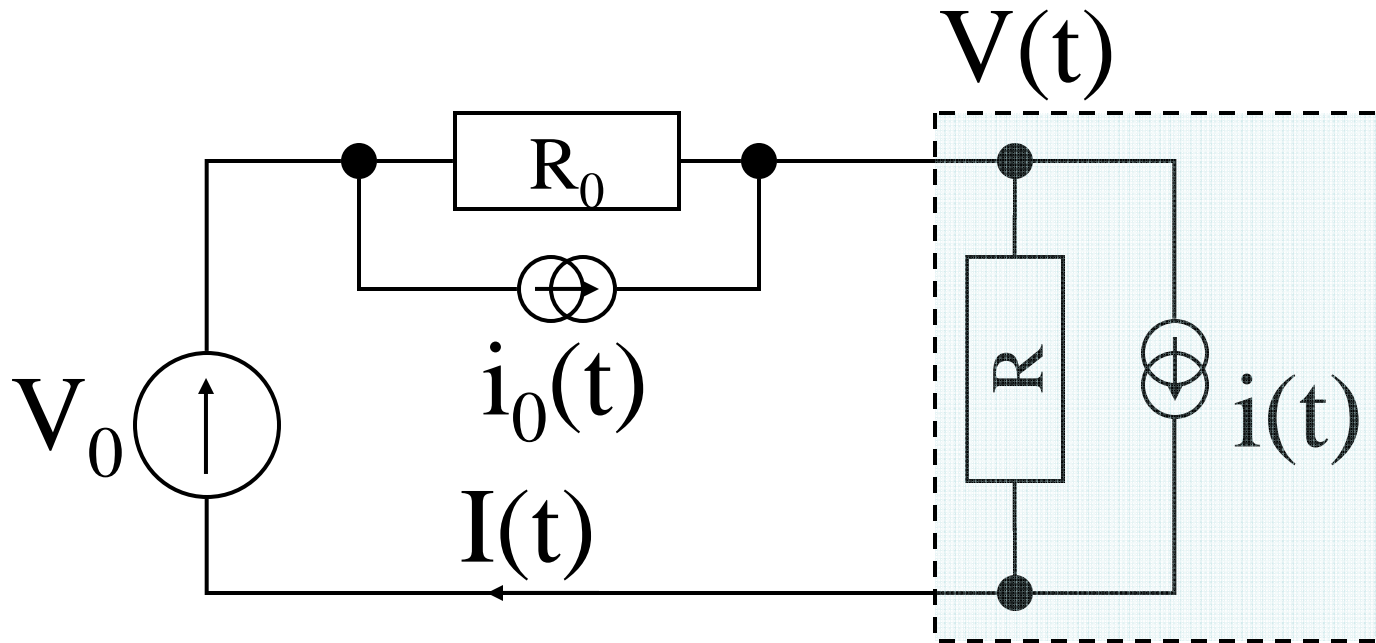 V(t)
R₀
R
i₀(t)
V₀
i(t)
I(t)